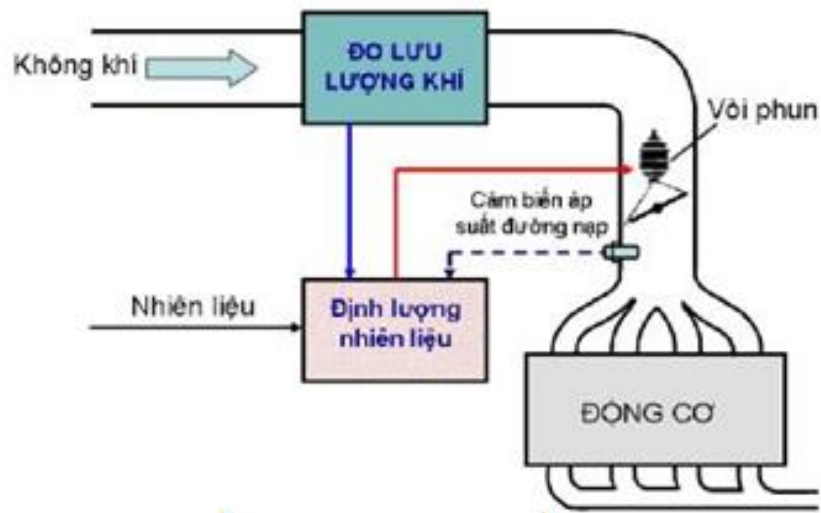 ĐO LƯU
LƯỢNG KHÍ
Không khí
Vòi phun
Cảm biến áp
suất đường nạp
Nhiên liệu
Định lượng
nhiên liệu
ĐỘNG CƠ